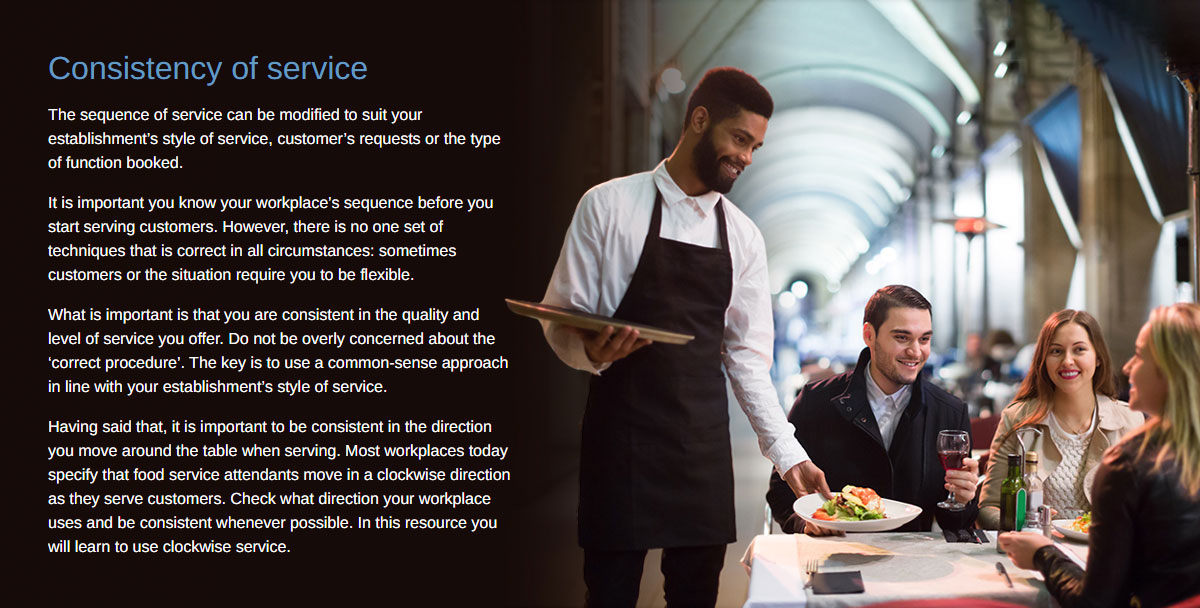 Consistency of service
The sequence of service can be modified to suit your
establishment’s style of service, customer’s requests or the type
of function booked.
It is important you know your workplace’s sequence before you
start serving customers. However, there is no one set of
techniques that is correct in all circumstances: sometimes
customers or the situation require you to be flexible.
What is important is that you are consistent in the quality and
level of service you offer. Do not be overly concerned about the
‘correct procedure’. The key is to use a common-sense approach
in line with your establishment’s style of service.
Having said that, it is important to be consistent in the direction
you move around the table when serving. Most workplaces today
specify that food service attendants move in a clockwise direction
as they serve customers. Check what direction your workplace
uses and be consistent whenever possible. In this resource you
will learn to use clockwise service.